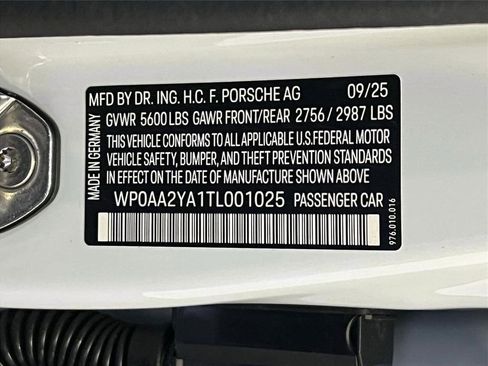 MADE IN GERMANY
MFD BY DR. ING. H.C. F. PORSCHE AG 09/25
GVWR 5600 LBS GAWR FRONT/REAR 2756 / 2987 LBS
THIS VEHICLE CONFORMS TO ALL APPLICABLE U.S.FEDERAL MOTOR
VEHICLE SAFETY, BUMPER, AND THEFT PREVENTION STANDARDS
IN EFFECT ON THE DATE OF MANUFACTURE SHOWN ABOVE
WP0AA2YA1TL001025 PASSENGER CAR
976.010.016